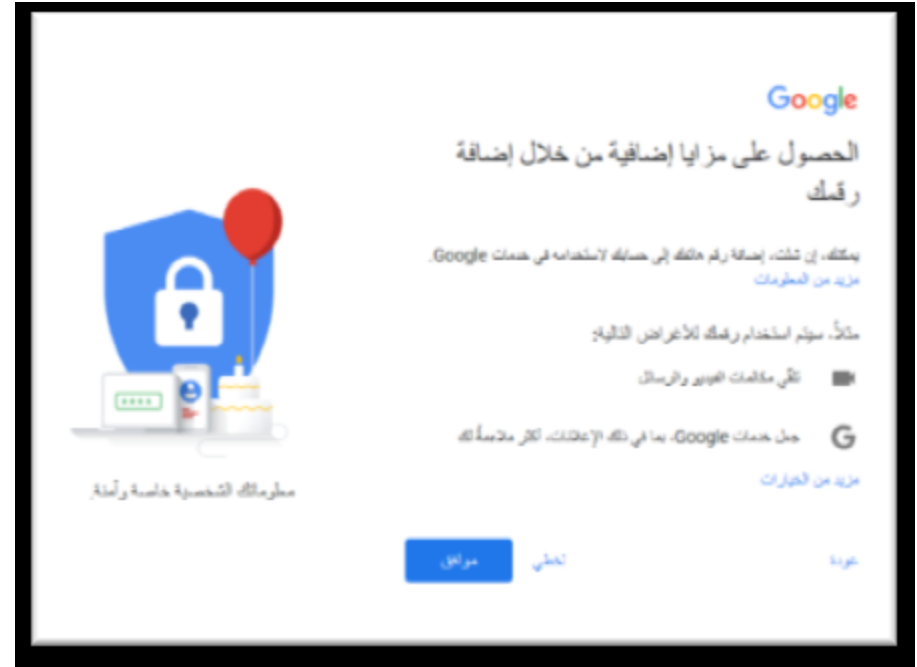 Google
الحصول على مزايا إضافية من خلال إضافة
رقمك
يمكنك، إن شئت، إضافة رقم هاتفك إلى حسابك لاستخدامه في خدمات Google.
مزيد من المعلومات
مثلاً، سيتم استخدام رقمك للأغراض التالية:
تلقّي مكالمات الفيديو والرسائل
جعل خدمات Google، بما في ذلك الإعلانات، أكثر ملاءمةً لك
مزيد من الخيارات
معلوماتك الشخصية خاصة وآمنة.
عودة
تخطي
موافق